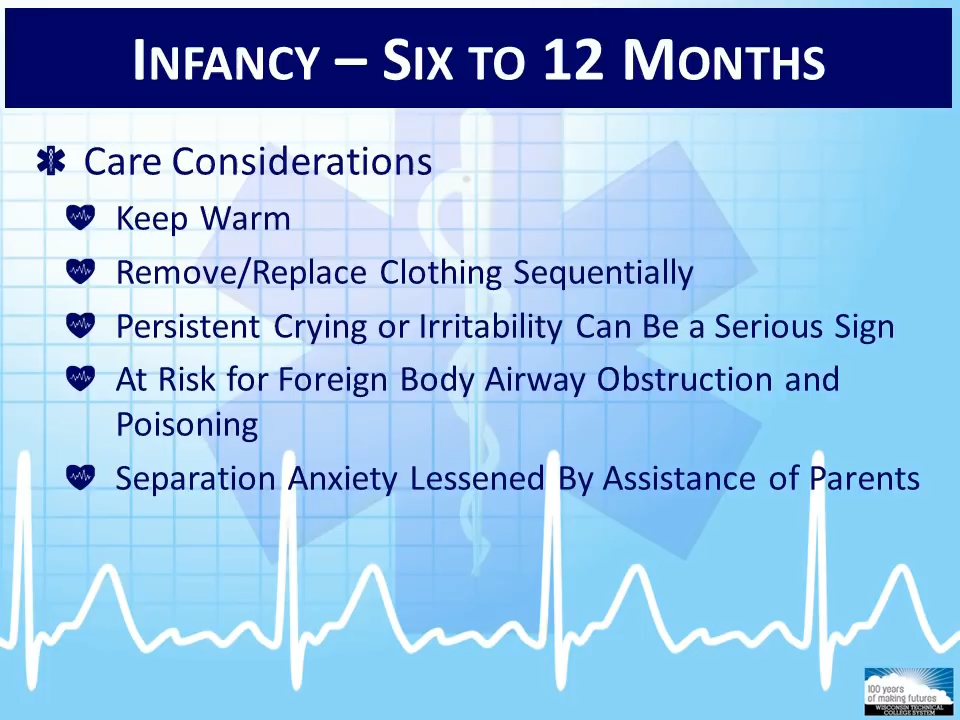 INFANCY – SIX TO 12 MONTHS
Care Considerations
Keep Warm
Remove/Replace Clothing Sequentially
Persistent Crying or Irritability Can Be a Serious Sign
At Risk for Foreign Body Airway Obstruction and
Poisoning
Separation Anxiety Lessened By Assistance of Parents
100 years
of making futures
WISCONSIN TECHNICAL
COLLEGE SYSTEM